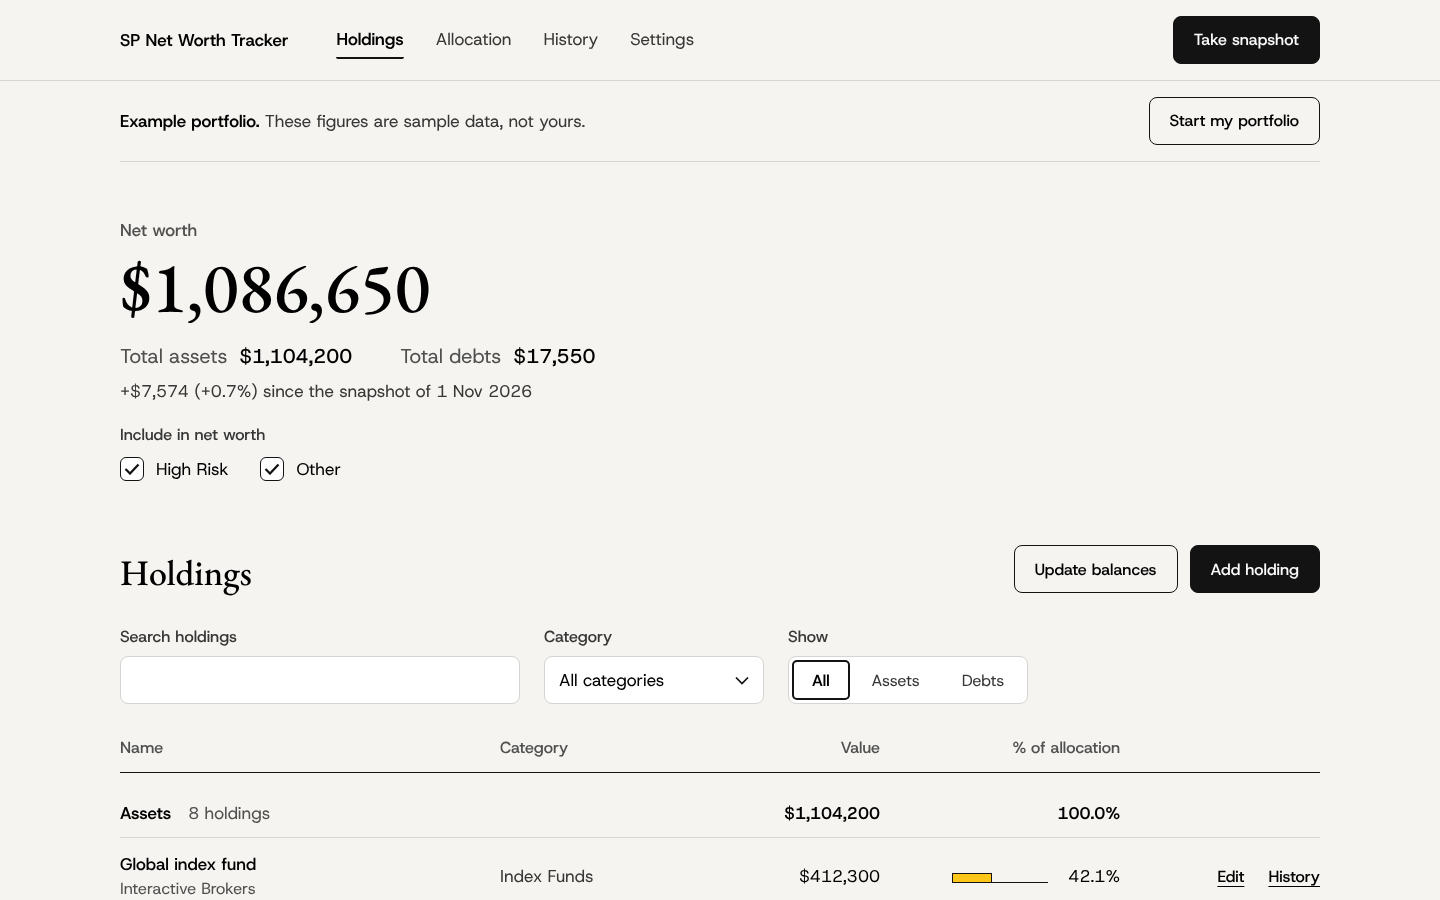 SP Net Worth Tracker Holdings Allocation History Settings Take snapshot
Example portfolio. These figures are sample data, not yours. Start my portfolio
Net worth
$1,086,650
Total assets $1,104,200 Total debts $17,550
+$7,574 (+0.7%) since the snapshot of 1 Nov 2026
Include in net worth
High Risk Other
Holdings Update balances Add holding
Search holdings Category Show
All categories All Assets Debts
Name Category Value % of allocation
Assets 8 holdings $1,104,200 100.0%
Global index fund
Interactive Brokers Index Funds $412,300 42.1% Edit History